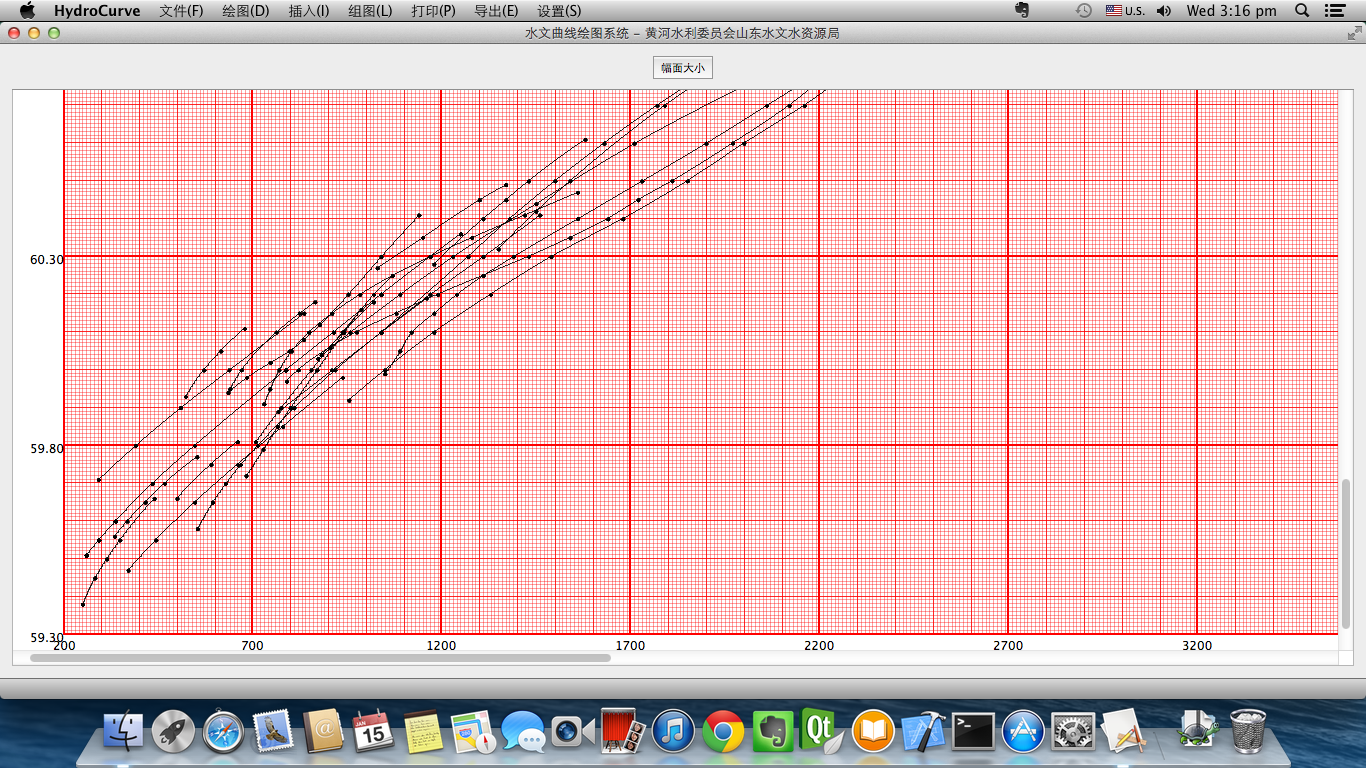 HydroCurve 文件(F) 绘图(D) 插入(I) 组图(L) 打印(P) 导出(E) 设置(S) U.S. Wed 3:16 pm
水文曲线绘图系统 – 黄河水利委员会山东水文水资源局
幅面大小
60.30
59.80
59.30
200 700 1200 1700 2200 2700 3200
JAN
15
Qt
>_